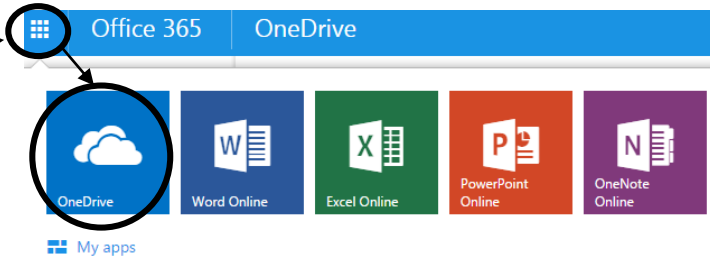 Office 365 OneDrive
OneDrive
W
Word Online
X
Excel Online
P
PowerPoint
Online
N
OneNote
Online
My apps